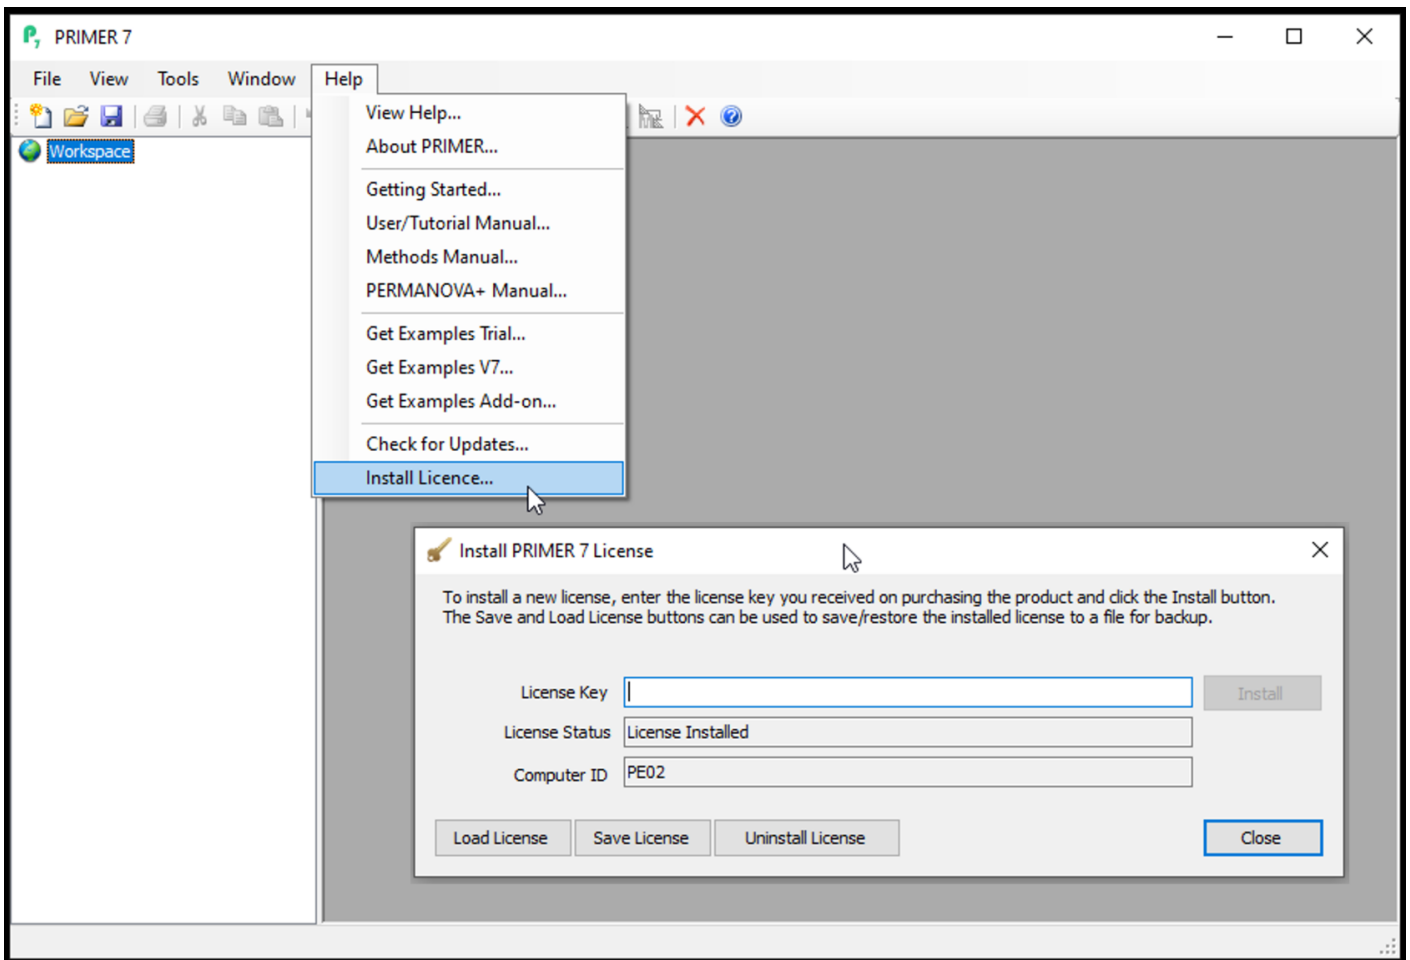 PRIMER 7
File View Tools Window Help
View Help...
About PRIMER...
Workspace
Getting Started...
User/Tutorial Manual...
Methods Manual...
PERMANOVA+ Manual...
Get Examples Trial...
Get Examples V7...
Get Examples Add-on...
Check for Updates...
Install Licence...
Install PRIMER 7 License
To install a new license, enter the license key you received on purchasing the product and click the Install button.
The Save and Load License buttons can be used to save/restore the installed license to a file for backup.
License Key Install
License Status License Installed
Computer ID PE02
Load License Save License Uninstall License Close